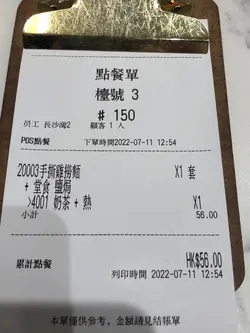 點餐單
檯號 3
# 150
員工 長沙灣2 顧客 1 人
POS點餐 下單時間2022-07-11 12:54
20003手撕雞撈麵 X1 套
+ 堂食 鹽焗
>4001 奶茶 + 熱 X1
小計 56.00
累計點餐 HK$56.00
列印時間 2022-07-11 12:54
本單僅供參考，金額請見結帳單